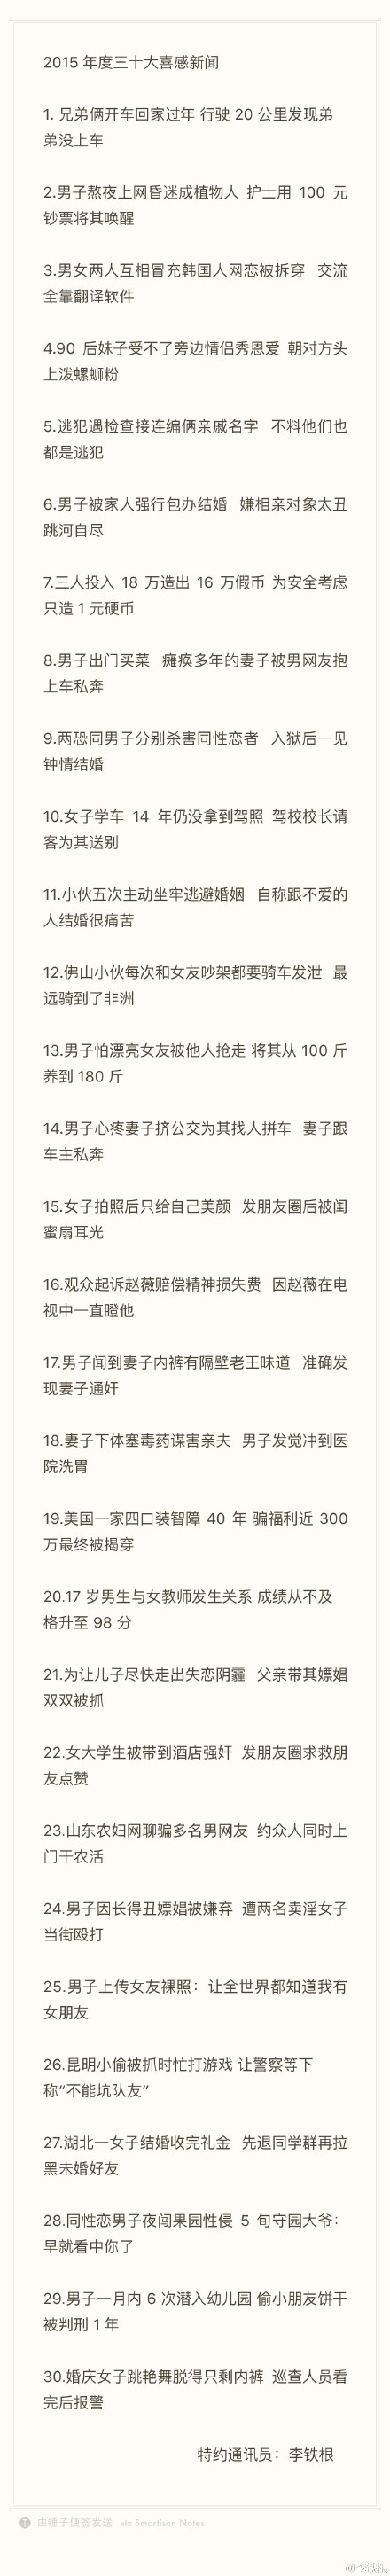 2015 年度三十大喜感新闻
1. 兄弟俩开车回家过年 行驶 20 公里发现弟
弟没上车
2.男子熬夜上网昏迷成植物人 护士用 100 元
钞票将其唤醒
3.男女两人互相冒充韩国人网恋被拆穿 交流
全靠翻译软件
4.90 后妹子受不了旁边情侣秀恩爱 朝对方头
上泼螺蛳粉
5.逃犯遇检查接连编俩亲戚名字 不料他们也
都是逃犯
6.男子被家人强行包办结婚 嫌相亲对象太丑
跳河自尽
7.三人投入 18 万造出 16 万假币 为安全考虑
只造 1 元硬币
8.男子出门买菜 瘫痪多年的妻子被男网友抱
上车私奔
9.两恐同男子分别杀害同性恋者 入狱后一见
钟情结婚
10.女子学车 14 年仍没拿到驾照 驾校校长请
客为其送别
11.小伙五次主动坐牢逃避婚姻 自称跟不爱的
人结婚很痛苦
12.佛山小伙每次和女友吵架都要骑车发泄 最
远骑到了非洲
13.男子怕漂亮女友被他人抢走 将其从 100 斤
养到 180 斤
14.男子心疼妻子挤公交为其找人拼车 妻子跟
车主私奔
15.女子拍照后只给自己美颜 发朋友圈后被闺
蜜扇耳光
16.观众起诉赵薇赔偿精神损失费 因赵薇在电
视中一直瞪他
17.男子闻到妻子内裤有隔壁老王味道 准确发
现妻子通奸
18.妻子下体塞毒药谋害亲夫 男子发觉冲到医
院洗胃
19.美国一家四口装智障 40 年 骗福利近 300
万最终被揭穿
20.17 岁男生与女教师发生关系 成绩从不及
格升至 98 分
21.为让儿子尽快走出失恋阴霾 父亲带其嫖娼
双双被抓
22.女大学生被带到酒店强奸 发朋友圈求救朋
友点赞
23.山东农妇网聊骗多名男网友 约众人同时上
门干农活
24.男子因长得丑嫖娼被嫌弃 遭两名卖淫女子
当街殴打
25.男子上传女友裸照：让全世界都知道我有
女朋友
26.昆明小偷被抓时忙打游戏 让警察等下
称“不能坑队友”
27.湖北一女子结婚收完礼金 先退同学群再拉
黑未婚好友
28.同性恋男子夜闯果园性侵 5 旬守园大爷：
早就看中你了
29.男子一月内 6 次潜入幼儿园 偷小朋友饼干
被判刑 1 年
30.婚庆女子跳艳舞脱得只剩内裤 巡查人员看
完后报警
特约通讯员：李铁根
由锤子便签发送 via Smartisan Notes
@李铁根